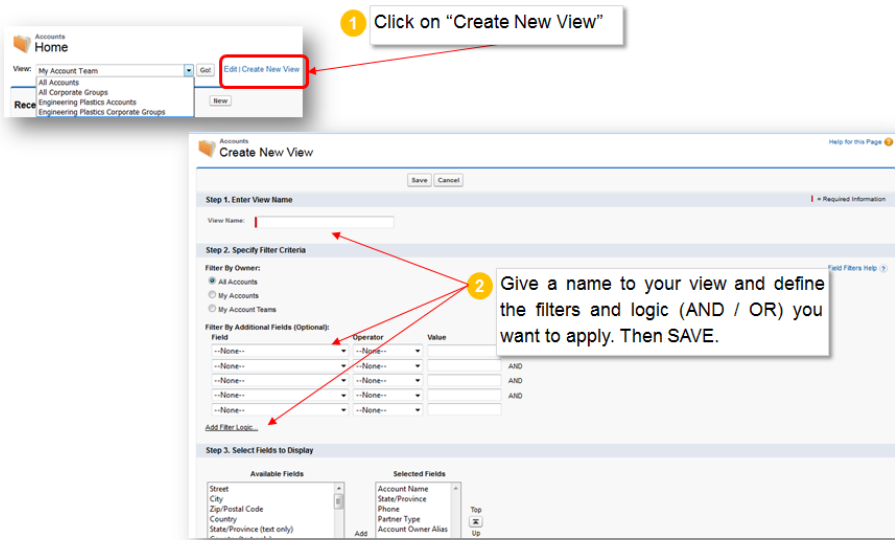 1 Click on “Create New View”
Accounts
Home
View: My Account Team Go! Edit | Create New View
All Accounts
All Corporate Groups
Engineering Plastics Accounts
Engineering Plastics Corporate Groups
Rece
New
Accounts
Create New View
Help for this Page ?
Save Cancel
Step 1. Enter View Name
= Required Information
View Name:
Step 2. Specify Filter Criteria
Filter By Owner:
Field Filters Help ?
All Accounts
My Accounts
My Account Teams
2 Give a name to your view and define
the filters and logic (AND / OR) you
want to apply. Then SAVE.
Filter By Additional Fields (Optional):
Field Operator Value
--None-- --None--
--None-- --None-- AND
--None-- --None-- AND
--None-- --None-- AND
--None-- --None--
Add Filter Logic...
Step 3. Select Fields to Display
Available Fields Selected Fields
Street Account Name
City State/Province
Zip/Postal Code Phone Top
Country Partner Type
State/Province (text only) Add Account Owner Alias Up